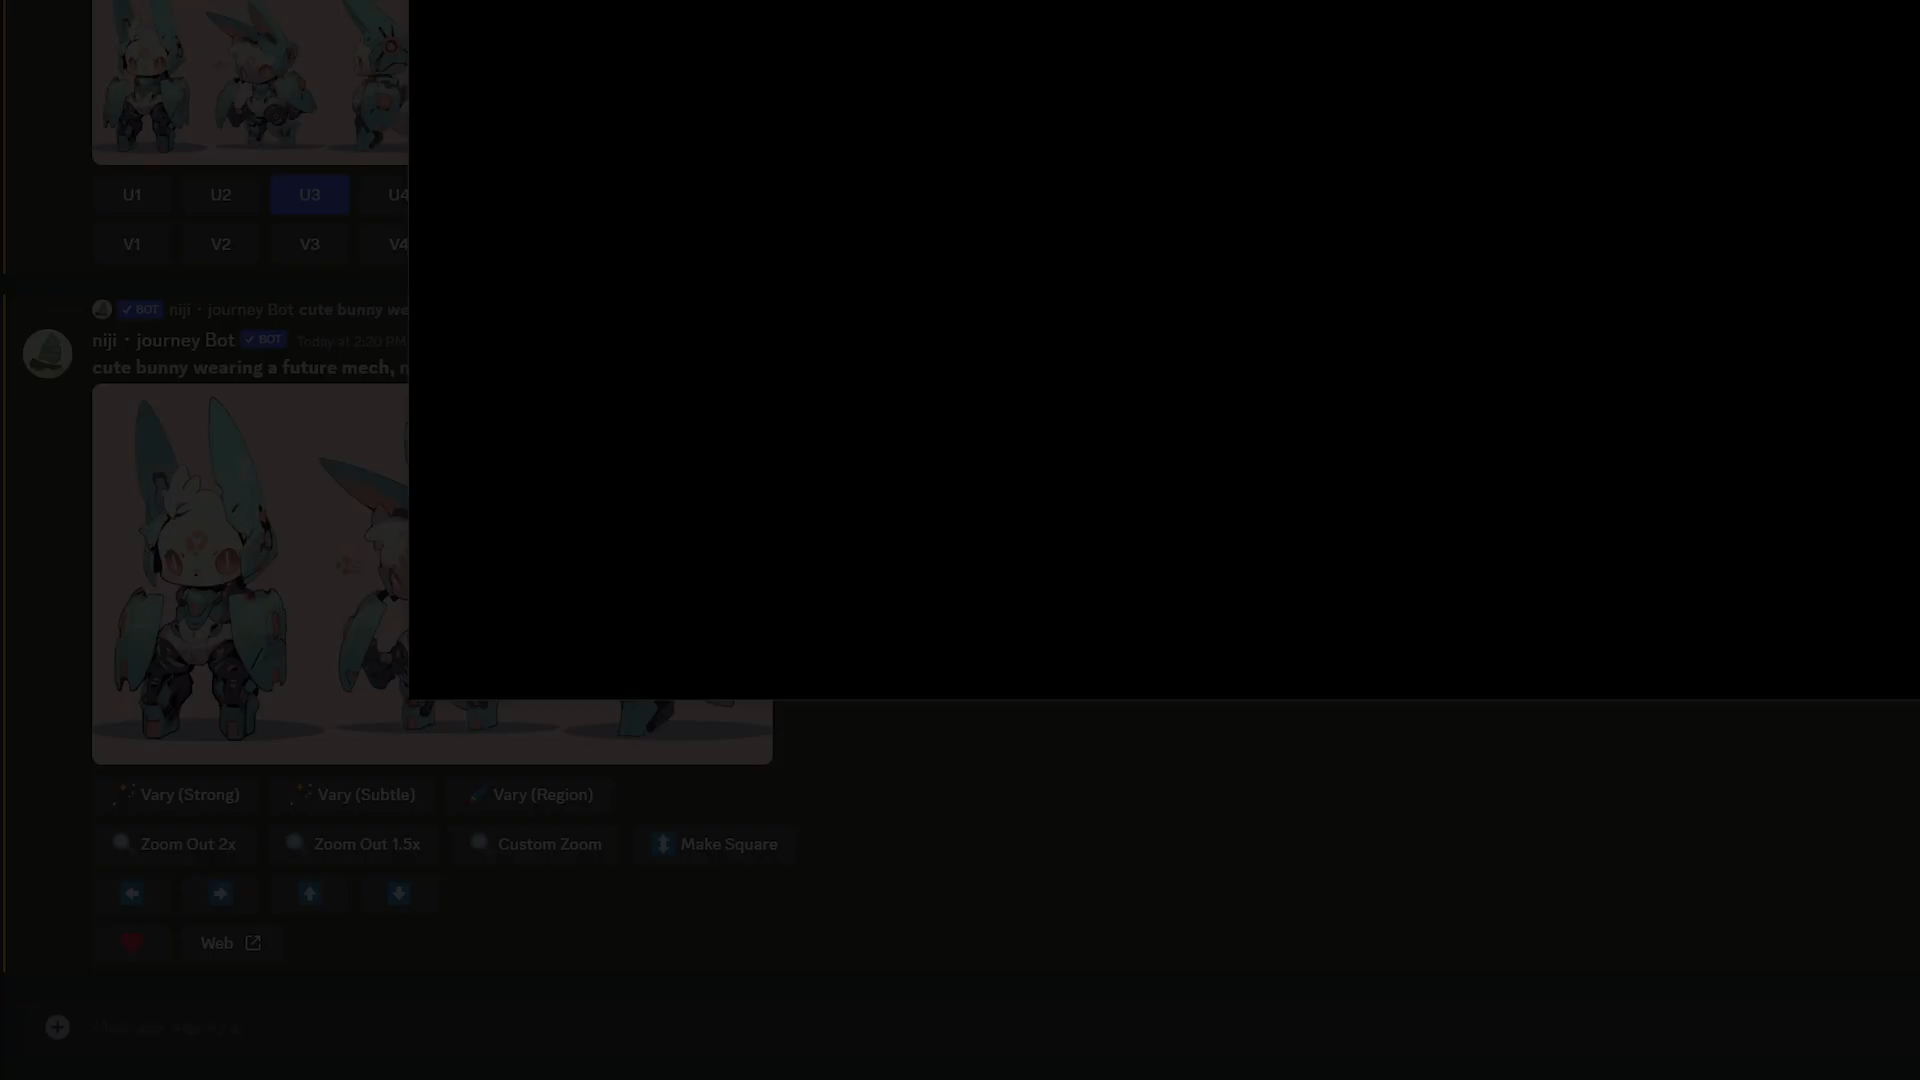 U1 U2 U3 U4
V1 V2 V3 V4
BOT niji・journey Bot cute bunny we
niji・journey Bot BOT Today at 2:20 PM
cute bunny wearing a future mech,
Vary (Strong) Vary (Subtle) Vary (Region)
Zoom Out 2x Zoom Out 1.5x Custom Zoom Make Square
Web